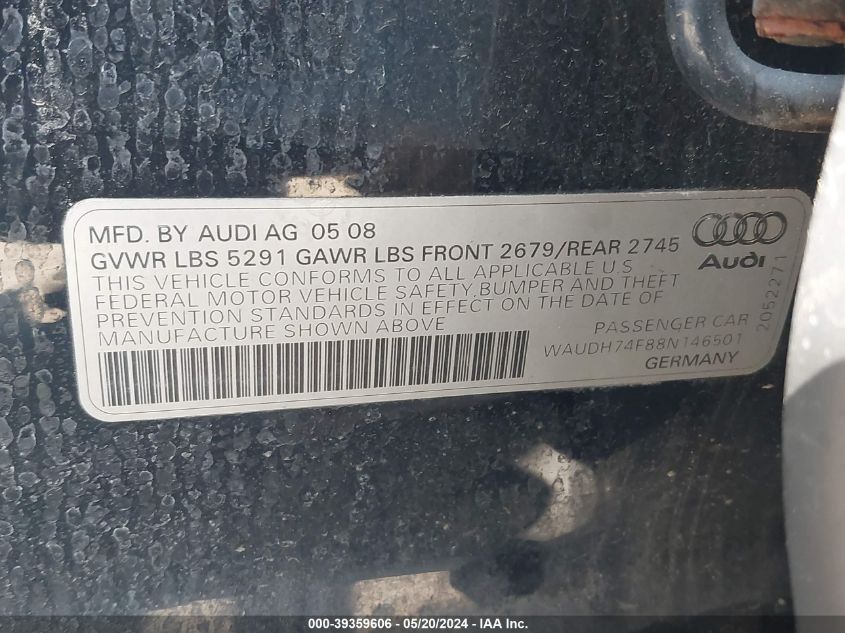 MFD. BY AUDI AG 05 08
GVWR LBS 5291 GAWR LBS FRONT 2679/REAR 2745
THIS VEHICLE CONFORMS TO ALL APPLICABLE U.S
FEDERAL MOTOR VEHICLE SAFETY,BUMPER AND THEFT
PREVENTION STANDARDS IN EFFECT ON THE DATE OF
MANUFACTURE SHOWN ABOVE
Audi
2052271
PASSENGER CAR
WAUDH74F88N146501
GERMANY
000-39359606 - 05/20/2024 - IAA Inc.